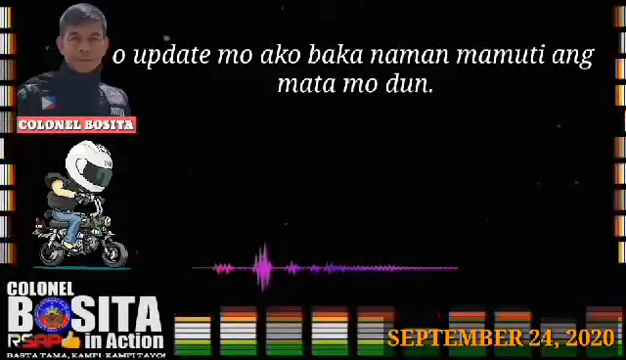 o update mo ako baka naman mamuti ang
mata mo dun.
COLONEL BOSITA
COLONEL
BOSITA
RSAP in Action
BASTA TAMA, KAMPI-KAMPI TAYO!
SEPTEMBER 24, 2020